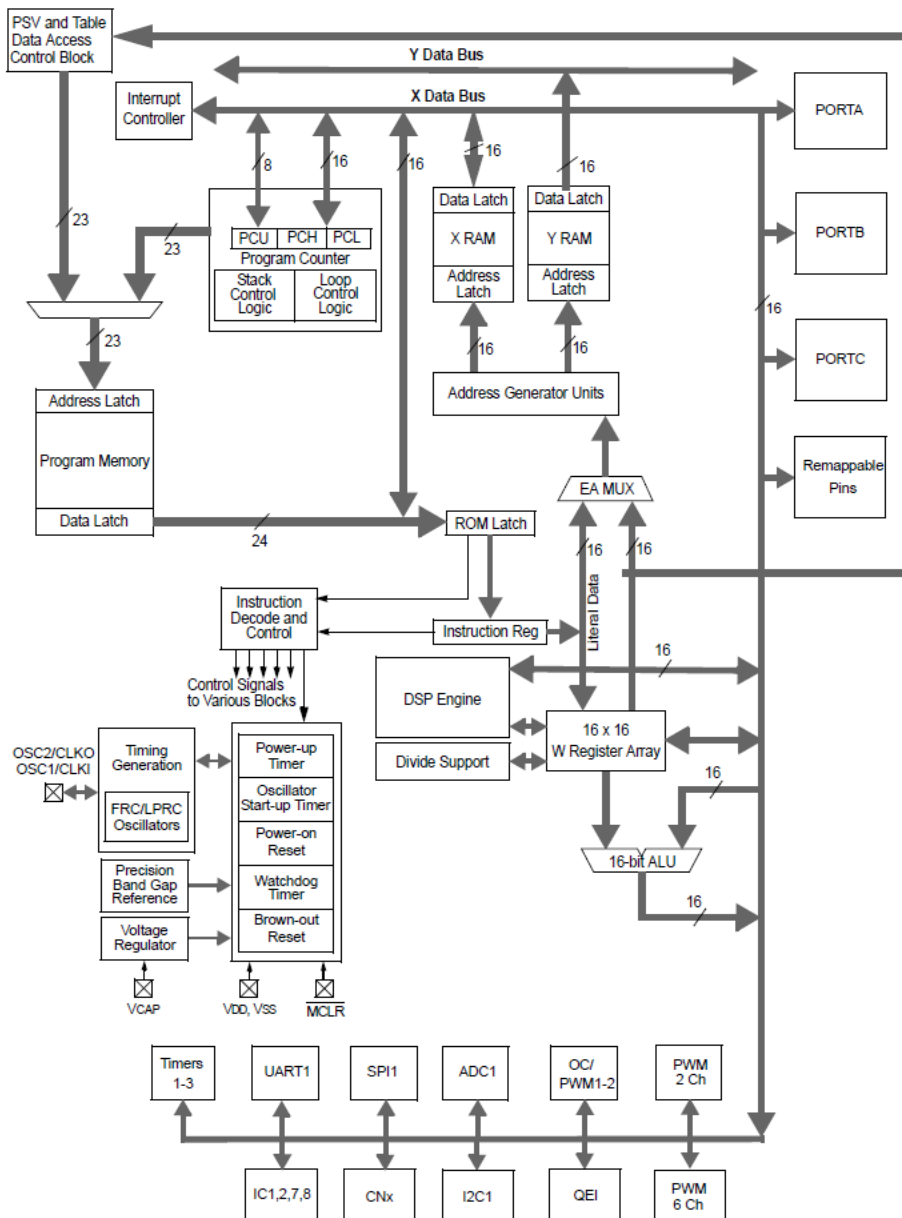 PSV and Table
Data Access
Control Block
Y Data Bus
Interrupt
Controller
X Data Bus
PORTA
8
16
16
16
16
Data Latch
X RAM
Address
Latch
Data Latch
Y RAM
Address
Latch
23
23
PCU PCH PCL
Program Counter
Stack
Control
Logic
Loop
Control
Logic
PORTB
16
23
16
16
PORTC
Address Latch
Program Memory
Data Latch
Address Generator Units
EA MUX
Remappable
Pins
24
ROM Latch
16
16
Literal Data
Instruction
Decode and
Control
Instruction Reg
Control Signals
to Various Blocks
16
DSP Engine
16 x 16
W Register Array
Divide Support
OSC2/CLKO
OSC1/CLKI
Timing
Generation
FRC/LPRC
Oscillators
Power-up
Timer
Oscillator
Start-up Timer
Power-on
Reset
Watchdog
Timer
Brown-out
Reset
16
16-bit ALU
16
Precision
Band Gap
Reference
Voltage
Regulator
VCAP
VDD, VSS
MCLR
Timers
1-3
UART1
SPI1
ADC1
OC/
PWM1-2
PWM
2 Ch
IC1,2,7,8
CNx
I2C1
QEI
PWM
6 Ch